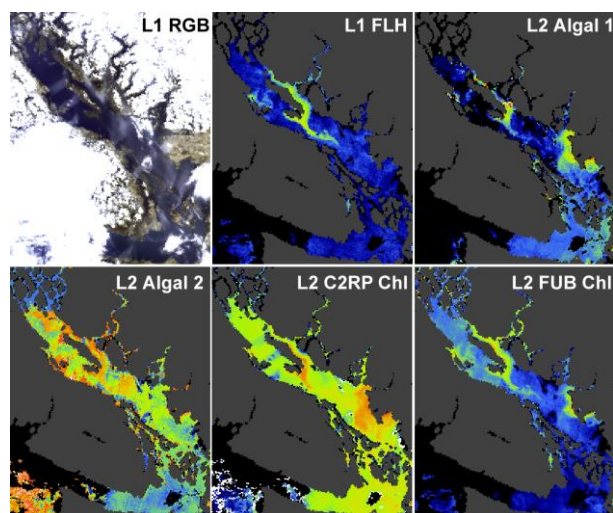 L1 RGB
L1 FLH
L2 Algal 1
L2 Algal 2
L2 C2RP Chl
L2 FUB Chl